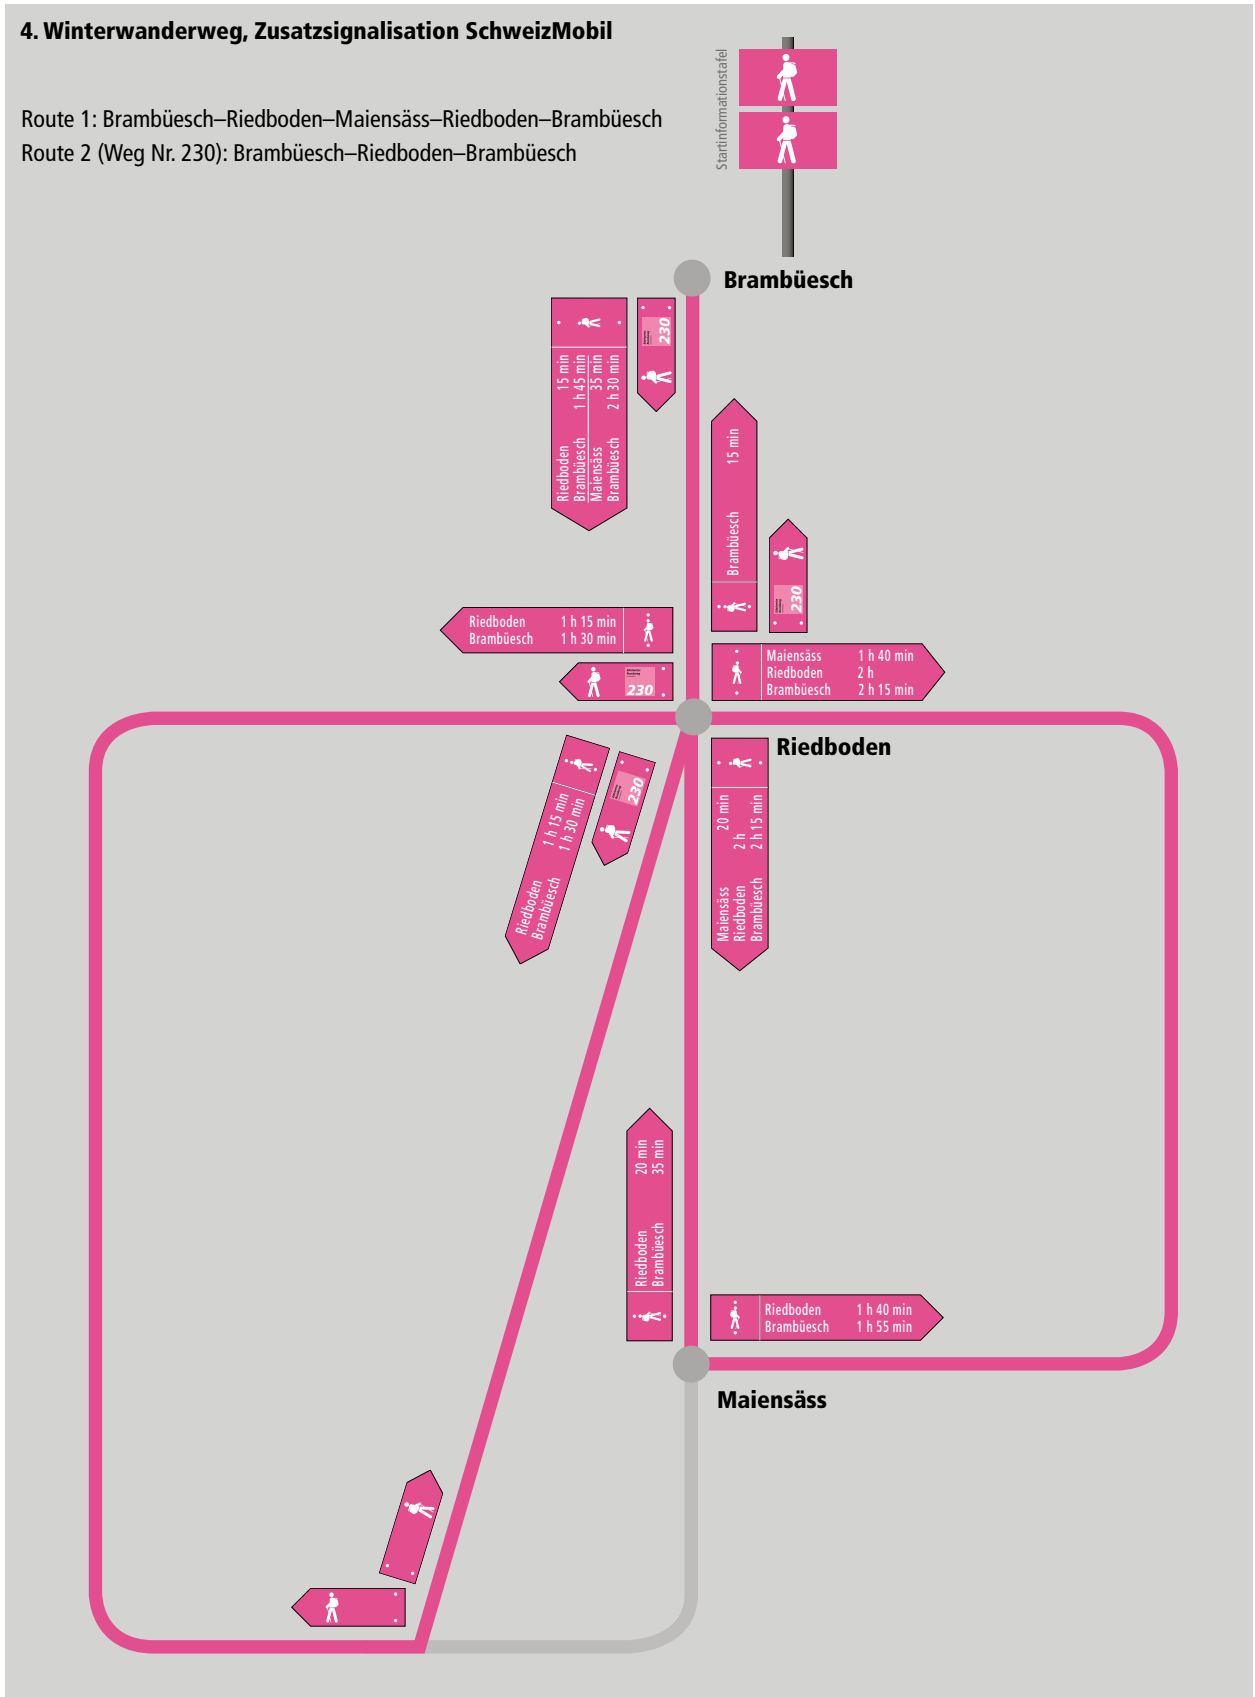 4. Winterwanderweg, Zusatzsignalisation SchweizMobil
Route 1: Brambüesch–Riedboden–Maiensäss–Riedboden–Brambüesch
Route 2 (Weg Nr. 230): Brambüesch–Riedboden–Brambüesch
Startinformationstafel
Brambüesch
Riedboden 15 min
Brambüesch 1 h 45 min
Maiensäss 35 min
Brambüesch 2 h 30 min
230
Brambüesch 15 min
230
Riedboden 1 h 15 min
Brambüesch 1 h 30 min
230
Maiensäss 1 h 40 min
Riedboden 2 h
Brambüesch 2 h 15 min
Riedboden
Riedboden 1 h 15 min
Brambüesch 1 h 30 min
230
Maiensäss 20 min
Riedboden 2 h
Brambüesch 2 h 15 min
Riedboden 20 min
Brambüesch 35 min
Riedboden 1 h 40 min
Brambüesch 1 h 55 min
Maiensäss